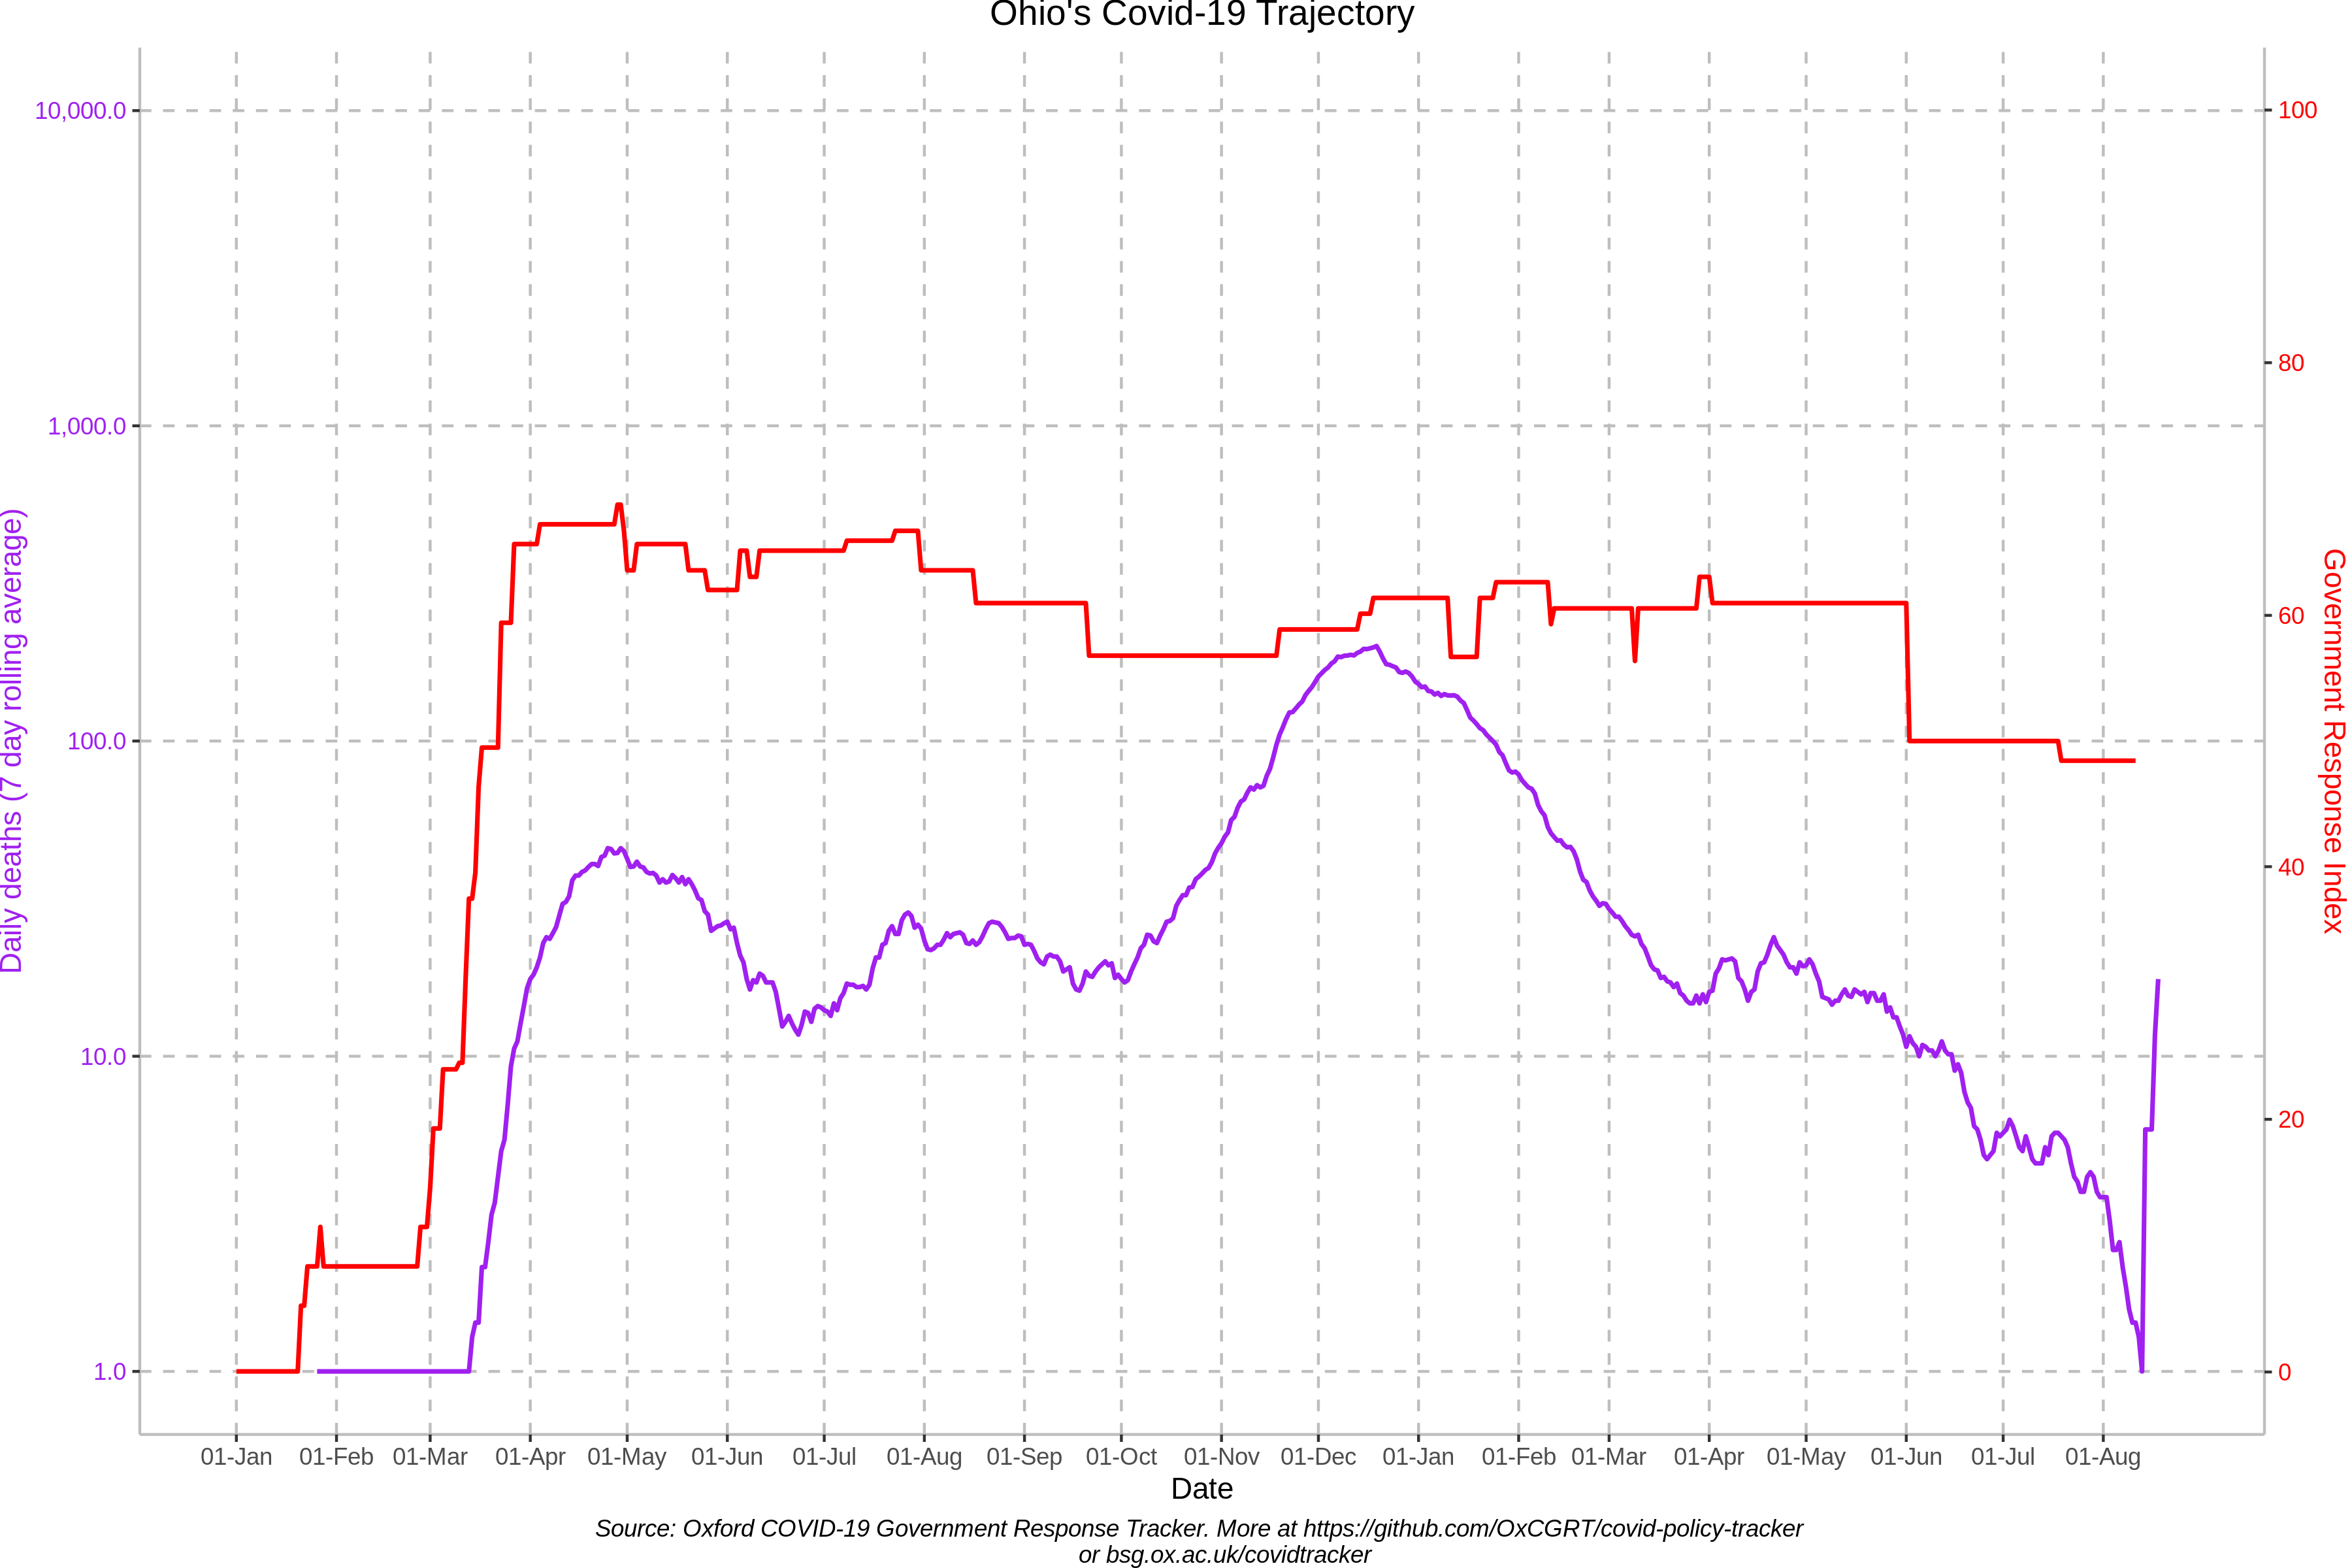 Ohio's Covid-19 Trajectory
10,000.0
1,000.0
100.0
10.0
1.0
Daily deaths (7 day rolling average)
100
80
60
40
20
0
Government Response Index
01-Jan 01-Feb 01-Mar 01-Apr 01-May 01-Jun 01-Jul 01-Aug 01-Sep 01-Oct 01-Nov 01-Dec 01-Jan 01-Feb 01-Mar 01-Apr 01-May 01-Jun 01-Jul 01-Aug
Date
Source: Oxford COVID-19 Government Response Tracker. More at https://github.com/OxCGRT/covid-policy-tracker
or bsg.ox.ac.uk/covidtracker